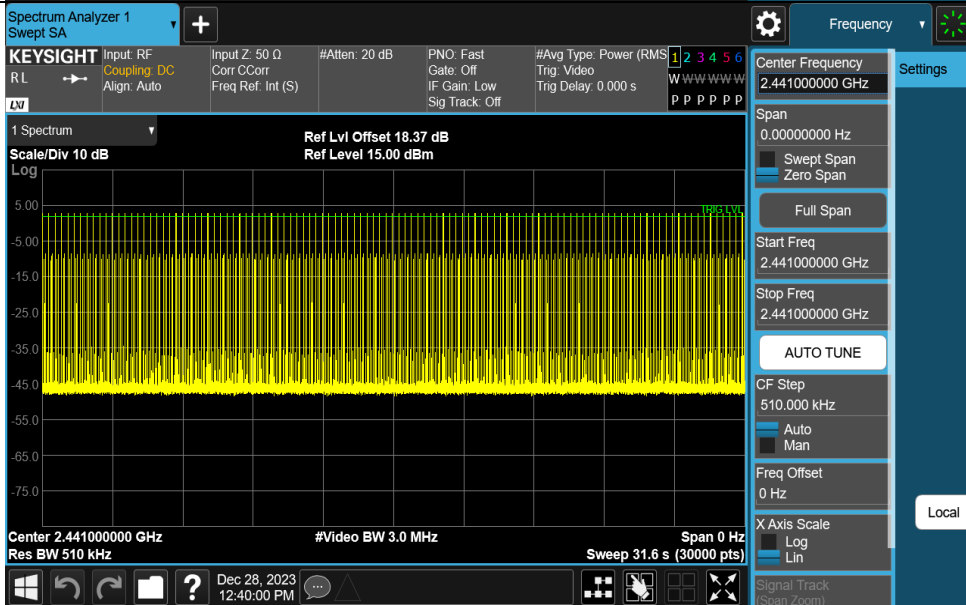 Spectrum Analyzer 1
Swept SA
+
Frequency
KEYSIGHT
RL
LXI
Input: RF
Coupling: DC
Align: Auto
Input Z: 50 Ω
Corr CCorr
Freq Ref: Int (S)
#Atten: 20 dB
PNO: Fast
Gate: Off
IF Gain: Low
Sig Track: Off
#Avg Type: Power (RMS
Trig: Video
Trig Delay: 0.000 s
1 2 3 4 5 6
W W W W W W
P P P P P P
1 Spectrum
Scale/Div 10 dB
Log
Ref Lvl Offset 18.37 dB
Ref Level 15.00 dBm
TRIG LVL
5.00
-5.00
-15.0
-25.0
-35.0
-45.0
-55.0
-65.0
-75.0
Center 2.441000000 GHz
#Video BW 3.0 MHz
Span 0 Hz
Res BW 510 kHz
Sweep 31.6 s (30000 pts)
Dec 28, 2023
12:40:00 PM
?
Center Frequency
2.441000000 GHz
Span
0.00000000 Hz
Swept Span
Zero Span
Full Span
Start Freq
2.441000000 GHz
Stop Freq
2.441000000 GHz
AUTO TUNE
CF Step
510.000 kHz
Auto
Man
Freq Offset
0 Hz
X Axis Scale
Log
Lin
Signal Track
(Span Zoom)
Settings
Local